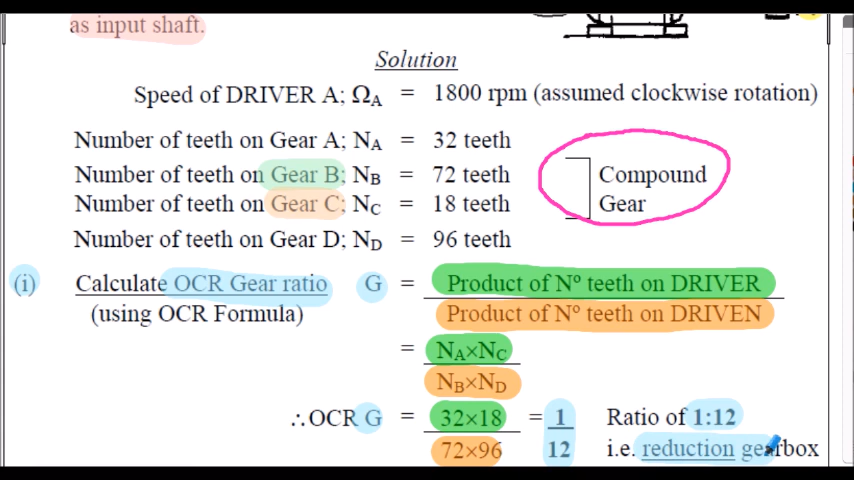 as input shaft.
Solution
Speed of DRIVER A; ΩA = 1800 rpm (assumed clockwise rotation)
Number of teeth on Gear A; NA = 32 teeth
Number of teeth on Gear B; NB = 72 teeth Compound
Number of teeth on Gear C; NC = 18 teeth Gear
Number of teeth on Gear D; ND = 96 teeth
(i) Calculate OCR Gear ratio G = Product of Nº teeth on DRIVER
(using OCR Formula) Product of Nº teeth on DRIVEN
= NA×NC
NB×ND
∴OCR G = 32×18 = 1 Ratio of 1:12
72×96 12 i.e. reduction gearbox